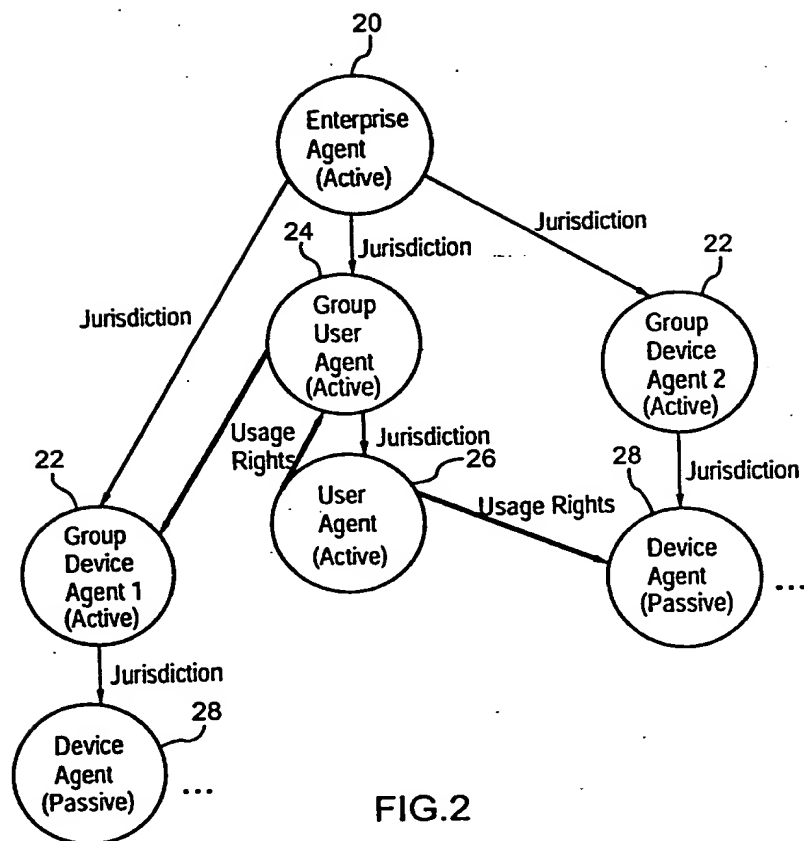 20
Enterprise
Agent
(Active)
Jurisdiction
24
Jurisdiction
Jurisdiction
22
Group
User
Agent
(Active)
Group
Device
Agent 2
(Active)
Usage
Rights
Jurisdiction
26
22
28
Jurisdiction
User
Agent
(Active)
Usage Rights
Group
Device
Agent 1
(Active)
Device
Agent
(Passive)
...
Jurisdiction
28
Device
Agent
(Passive)
...
FIG.2